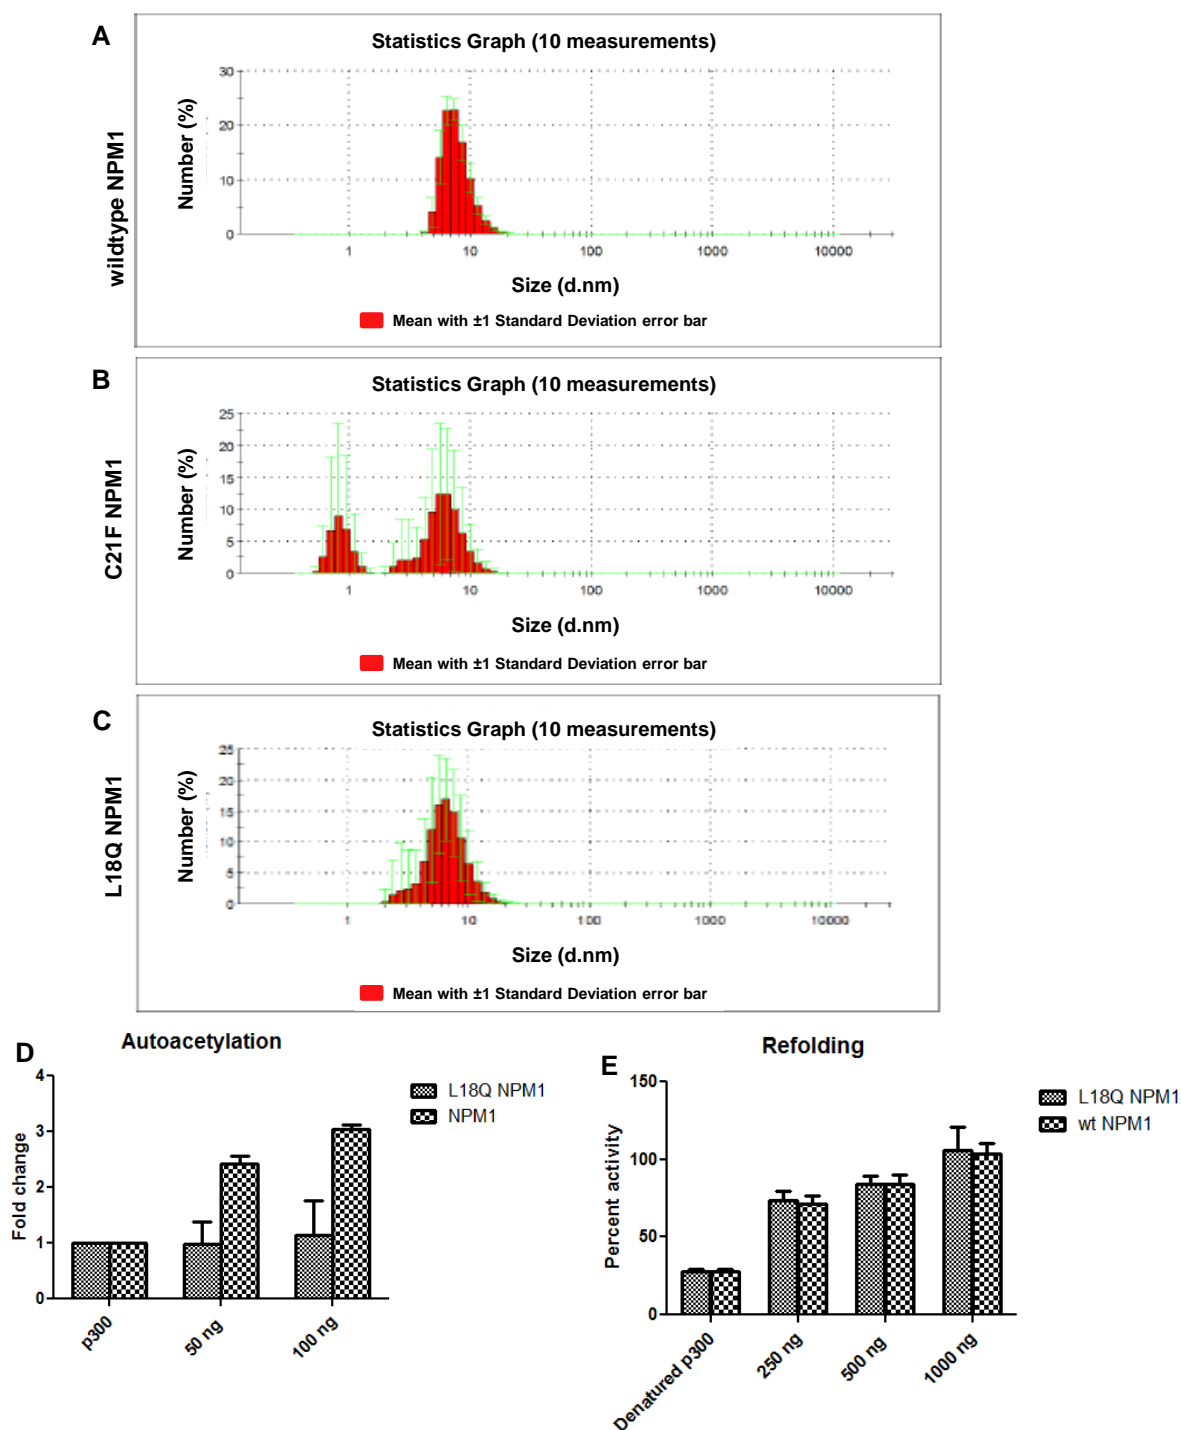 A
wildtype NPM1
Statistics Graph (10 measurements)
Number (%)
30
20
10
0
1
10
100
1000
10000
Size (d.nm)
Mean with ±1 Standard Deviation error bar
B
C21F NPM1
Statistics Graph (10 measurements)
Number (%)
25
20
15
10
5
0
1
10
100
1000
10000
Size (d.nm)
Mean with ±1 Standard Deviation error bar
C
L18Q NPM1
Statistics Graph (10 measurements)
Number (%)
25
20
15
10
5
0
1
10
100
1000
10000
Size (d.nm)
Mean with ±1 Standard Deviation error bar
D
Autoacetylation
Fold change
4
3
2
1
0
p300
50 ng
100 ng
L18Q NPM1
NPM1
E
Refolding
Percent activity
150
100
50
0
Denatured p300
250 ng
500 ng
1000 ng
L18Q NPM1
wt NPM1